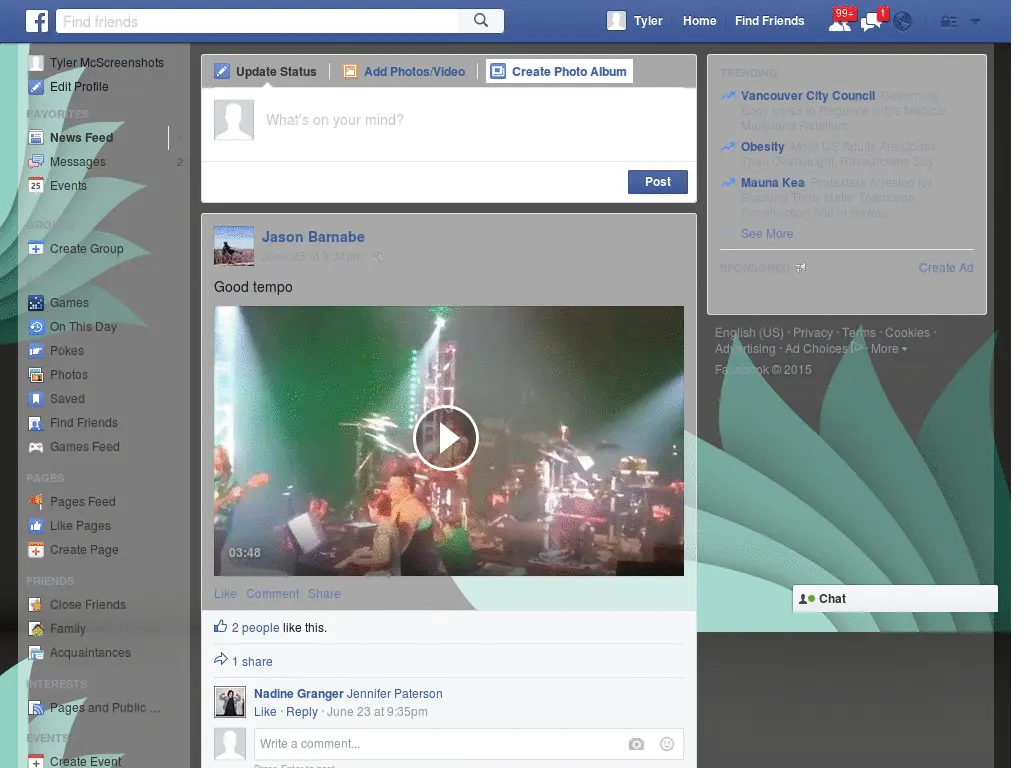 Find friends
Tyler
Home
Find Friends
99+
1
Tyler McScreenshots
Edit Profile
FAVORITES
News Feed
Messages
2
Events
25
Create Group
Games
On This Day
Pokes
Photos
Saved
Find Friends
Games Feed
PAGES
Pages Feed
Like Pages
Create Page
FRIENDS
Close Friends
Family
Acquaintances
INTERESTS
Pages and Public ...
EVENTS
Create Event
Update Status
Add Photos/Video
Create Photo Album
What's on your mind?
Post
Jason Barnabe
June 23 at 9:34pm
Good tempo
03:48
Like Comment Share
2 people like this.
1 share
Nadine Granger Jennifer Paterson
Like · Reply · June 23 at 9:35pm
Write a comment...
Press Enter to post.
TRENDING
Vancouver City Council Governing
Body Votes to Regulate City's Medical
Marijuana Retailers
Obesity More US Adults Are Obese
Than Overweight, Researchers Say
Mauna Kea Protesters Arrested for
Blocking Thirty Meter Telescope
Construction Site in Hawaii
See More
SPONSORED
Create Ad
English (US) · Privacy · Terms · Cookies ·
Advertising · Ad Choices · More
Facebook © 2015
Chat